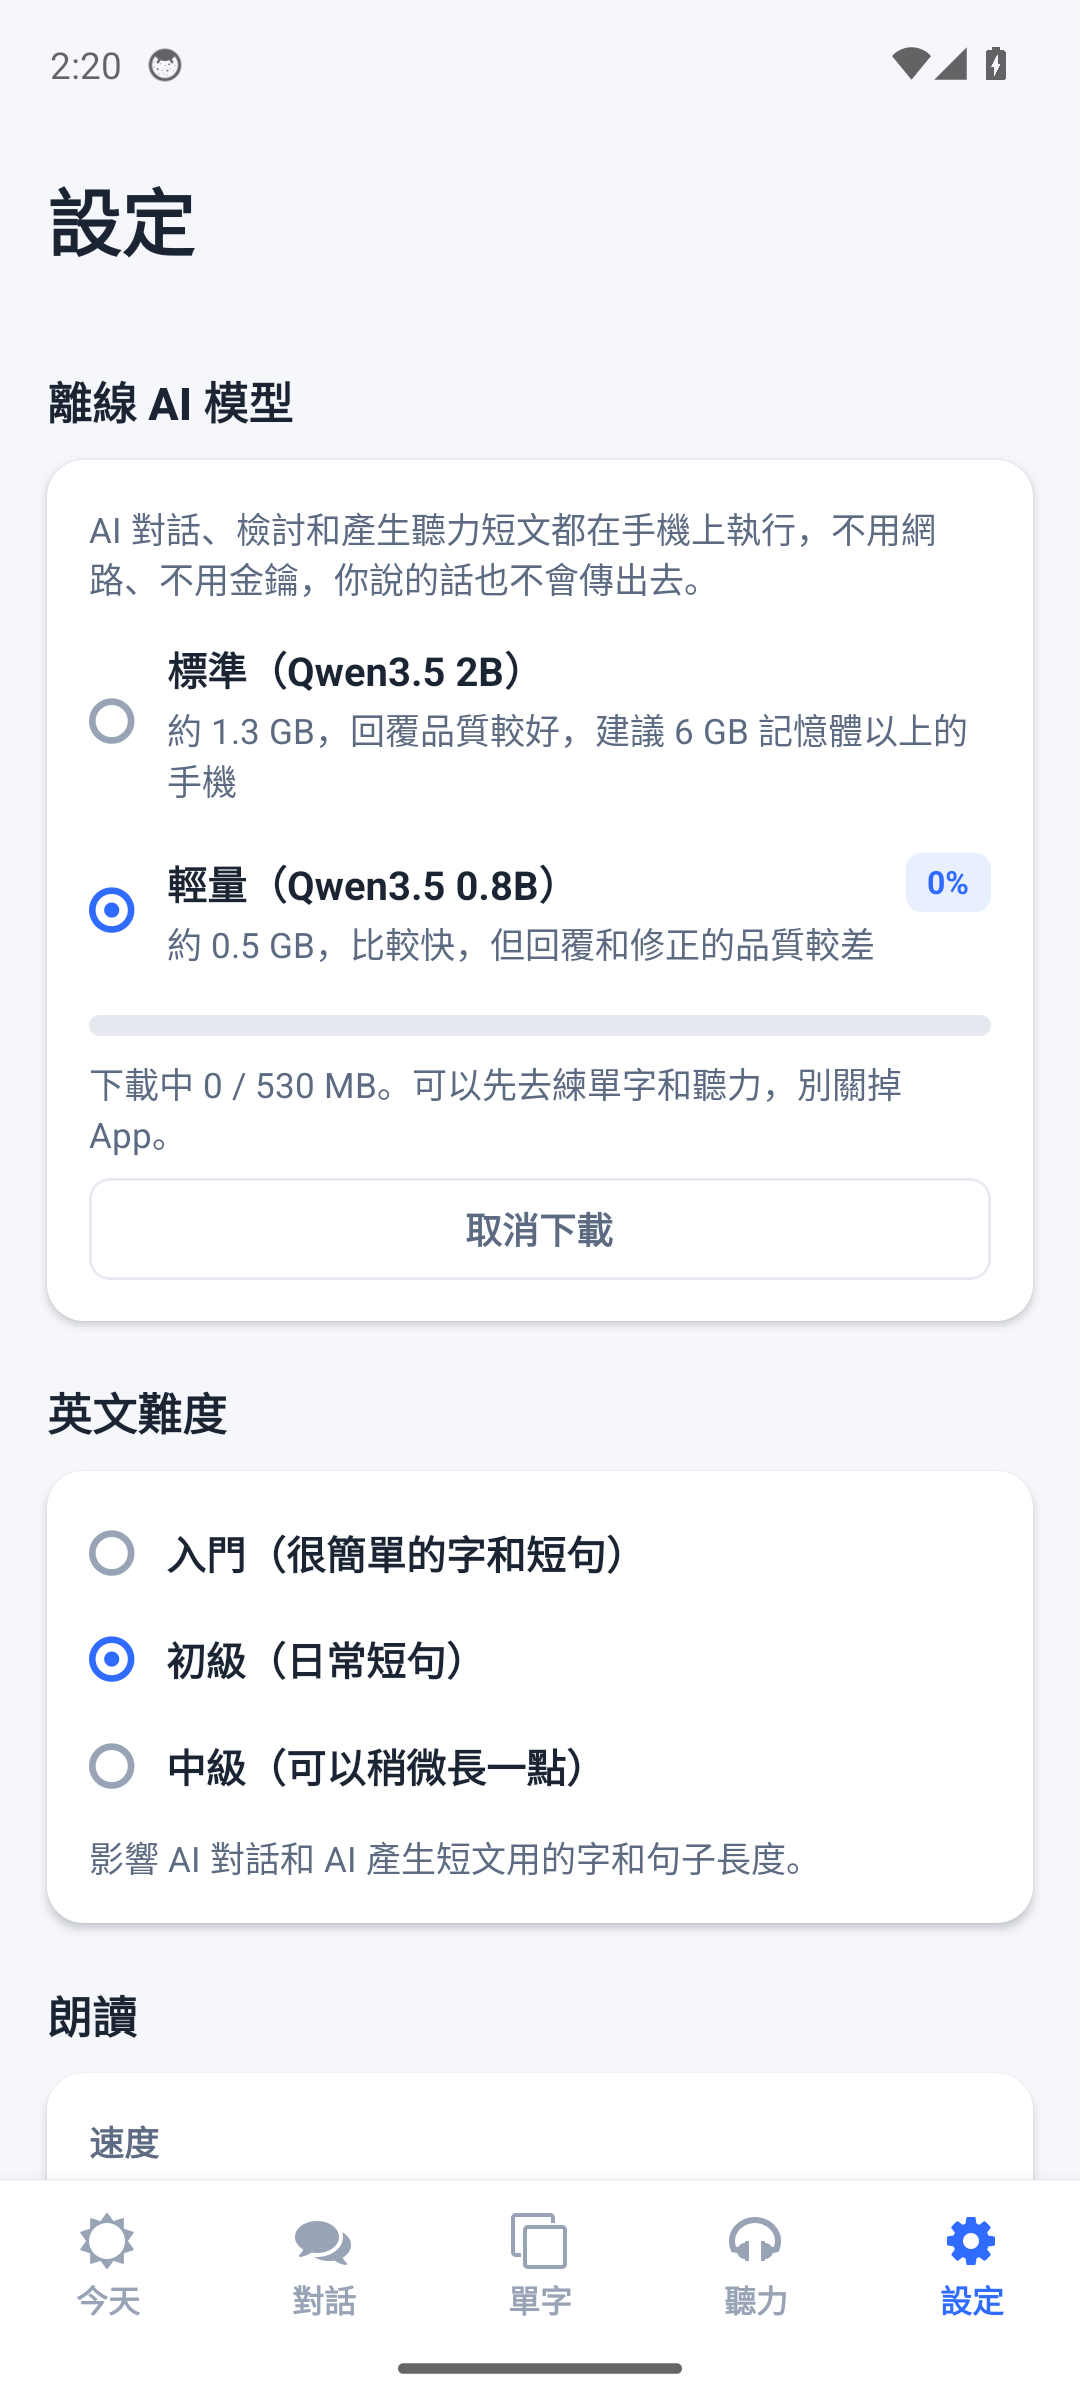 2:20
設定
離線 AI 模型
AI 對話、檢討和產生聽力短文都在手機上執行，不用網
路、不用金鑰，你說的話也不會傳出去。
標準（Qwen3.5 2B）
約 1.3 GB，回覆品質較好，建議 6 GB 記憶體以上的
手機
輕量（Qwen3.5 0.8B）
0%
約 0.5 GB，比較快，但回覆和修正的品質較差
下載中 0 / 530 MB。可以先去練單字和聽力，別關掉
App。
取消下載
英文難度
入門（很簡單的字和短句）
初級（日常短句）
中級（可以稍微長一點）
影響 AI 對話和 AI 產生短文用的字和句子長度。
朗讀
速度
今天
對話
單字
聽力
設定